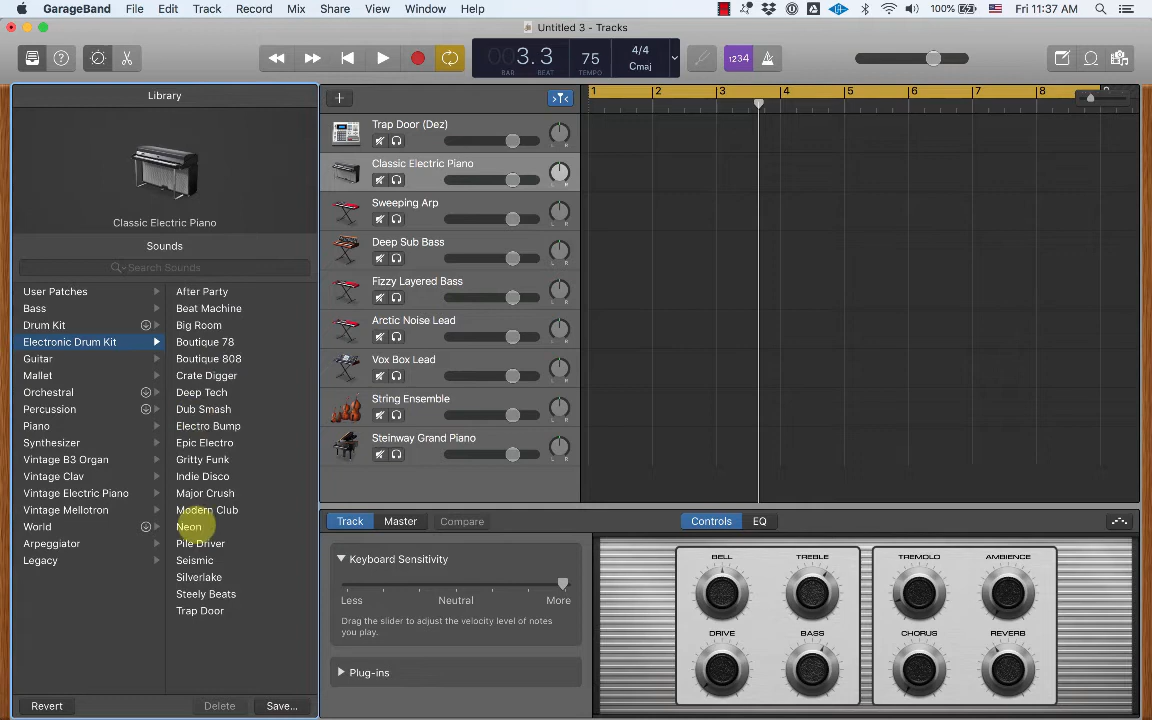 GarageBand File Edit Track Record Mix Share View Window Help 100% Fri 11:37 AM
Untitled 3 - Tracks
003.3 75 4/4 1234
BAR BEAT TEMPO Cmaj
Library
Classic Electric Piano
Sounds
Search Sounds
User Patches
Bass
Drum Kit
Electronic Drum Kit
Guitar
Mallet
Orchestral
Percussion
Piano
Synthesizer
Vintage B3 Organ
Vintage Clav
Vintage Electric Piano
Vintage Mellotron
World
Arpeggiator
Legacy
After Party
Beat Machine
Big Room
Boutique 78
Boutique 808
Crate Digger
Deep Tech
Dub Smash
Electro Bump
Epic Electro
Gritty Funk
Indie Disco
Major Crush
Modern Club
Neon
Pile Driver
Seismic
Silverlake
Steely Beats
Trap Door
Revert Delete Save...
1 2 3 4 5 6 7 8
Trap Door (Dez)
L R
Classic Electric Piano
L R
Sweeping Arp
L R
Deep Sub Bass
L R
Fizzy Layered Bass
L R
Arctic Noise Lead
L R
Vox Box Lead
L R
String Ensemble
L R
Steinway Grand Piano
L R
Track Master Compare Controls EQ
Keyboard Sensitivity
Less Neutral More
Drag the slider to adjust the velocity level of notes
you play.
Plug-ins
BELL TREBLE TREMOLO AMBIENCE
DRIVE BASS CHORUS REVERB